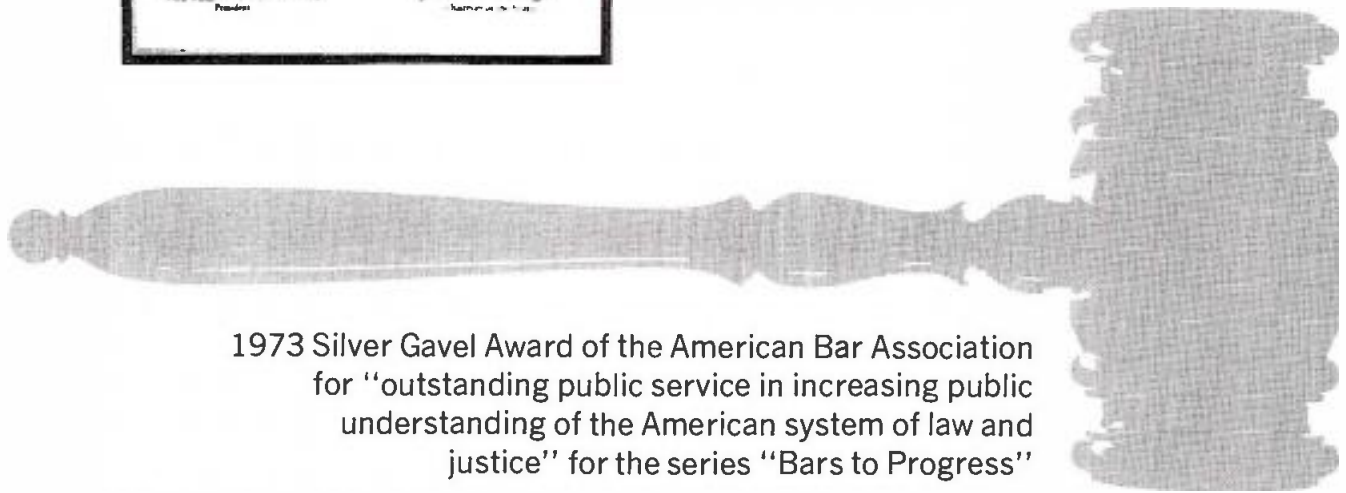 President
1973 Silver Gavel Award of the American Bar Association
for "outstanding public service in increasing public
understanding of the American system of law and
justice" for the series "Bars to Progress"